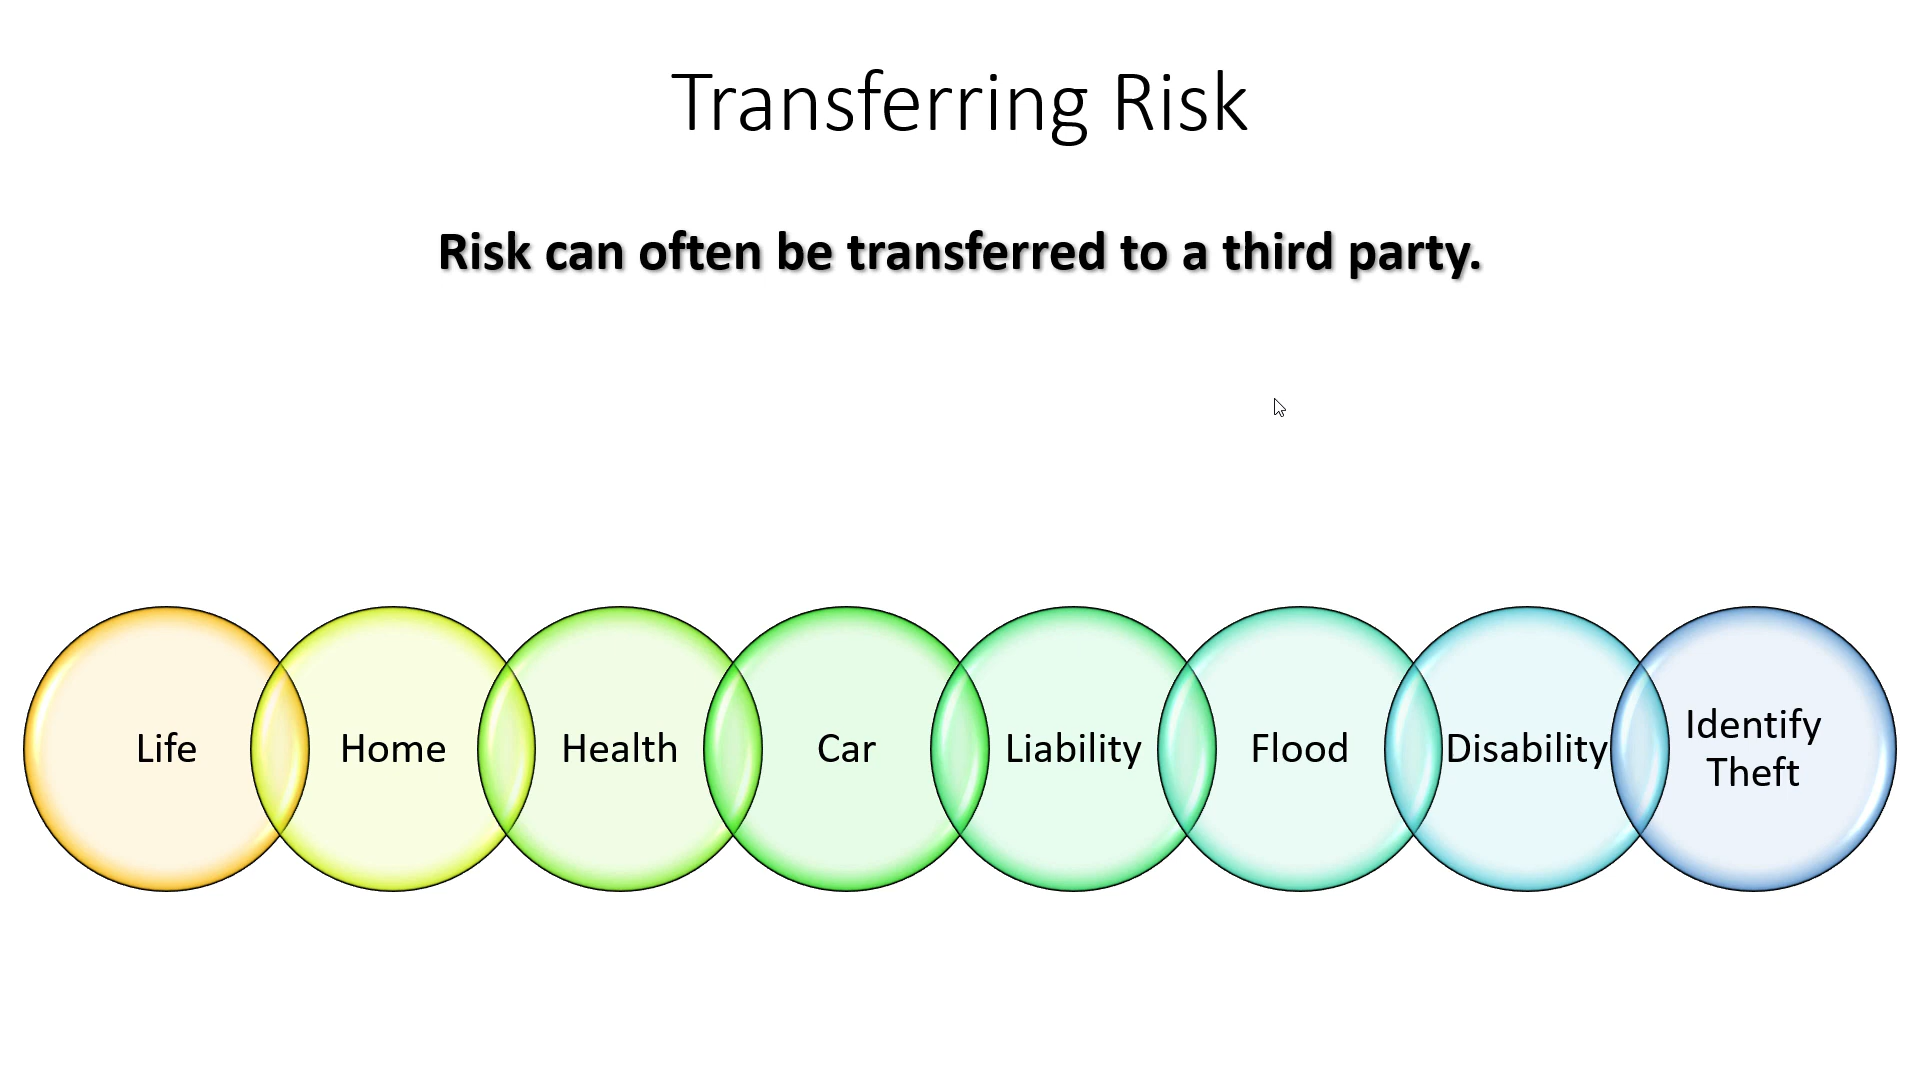 Transferring Risk
Risk can often be transferred to a third party.
Life
Home
Health
Car
Liability
Flood
Disability
Identify
Theft